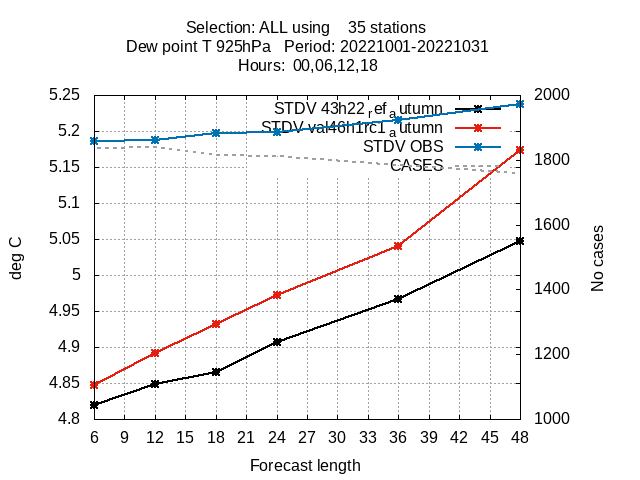 Selection: ALL using    35 stations
Dew point T 925hPa   Period: 20221001-20221031
Hours:  00,06,12,18
5.25
5.2
5.15
5.1
5.05
5
4.95
4.9
4.85
4.8
deg C
STDV 43h22_ref_autumn
STDV val46h1rc1_autumn
STDV OBS
CASES
2000
1800
1600
1400
1200
1000
No cases
6 9 12 15 18 21 24 27 30 33 36 39 42 45 48
Forecast length